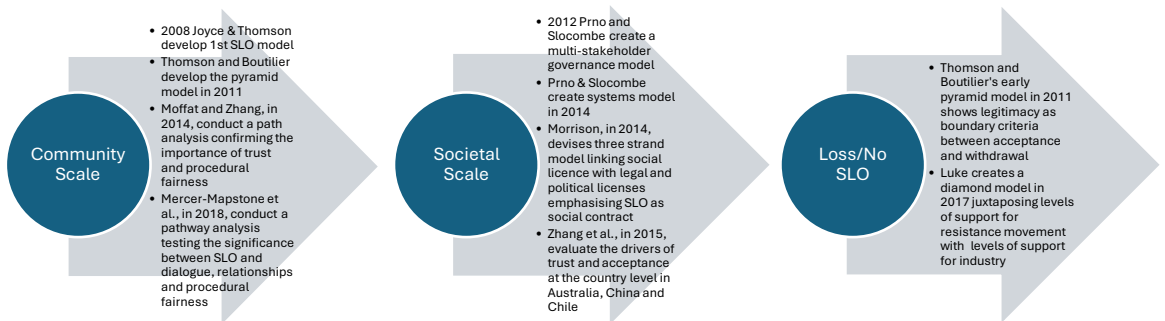 Community
Scale
• 2008 Joyce & Thomson
develop 1st SLO model
• Thomson and Boutilier
develop the pyramid
model in 2011
• Moffat and Zhang, in
2014, conduct a path
analysis confirming the
importance of trust
and procedural
fairness
• Mercer-Mapstone et
al., in 2018, conduct a
pathway analysis
testing the significance
between SLO and
dialogue, relationships
and procedural
fairness
Societal
Scale
• 2012 Prno and
Slocombe create a
multi-stakeholder
governance model
• Prno & Slocombe
create systems model
in 2014
• Morrison, in 2014,
devises three strand
model linking social
licence with legal and
political licenses
emphasising SLO as
social contract
• Zhang et al., in 2015,
evaluate the drivers of
trust and acceptance
at the country level in
Australia, China and
Chile
Loss/No
SLO
• Thomson and
Boutilier's early
pyramid model in 2011
shows legitimacy as
boundary criteria
between acceptance
and withdrawal
• Luke creates a
diamond model in
2017 juxtaposing levels
of support for
resistance movement
with levels of support
for industry